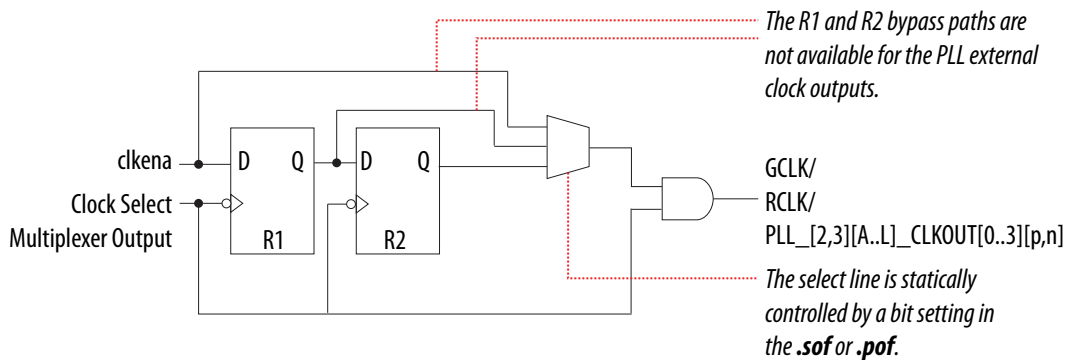 The R1 and R2 bypass paths are
not available for the PLL external
clock outputs.
clkena
D
Q
D
Q
Clock Select
Multiplexer Output
R1
R2
GCLK/
RCLK/
PLL_[2,3][A..L]_CLKOUT[0..3][p,n]
The select line is statically
controlled by a bit setting in
the .sof or .pof.